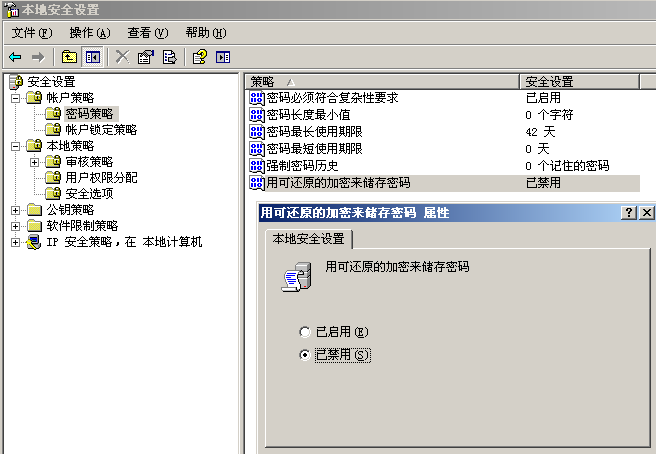 本地安全设置
文件(F) 操作(A) 查看(V) 帮助(H)
安全设置
帐户策略
密码策略
帐户锁定策略
本地策略
审核策略
用户权限分配
安全选项
公钥策略
软件限制策略
IP 安全策略，在 本地计算机
策略 安全设置
密码必须符合复杂性要求 已启用
密码长度最小值 0 个字符
密码最长使用期限 42 天
密码最短使用期限 0 天
强制密码历史 0 个记住的密码
用可还原的加密来储存密码 已禁用
用可还原的加密来储存密码 属性
本地安全设置
用可还原的加密来储存密码
已启用(E)
已禁用(S)